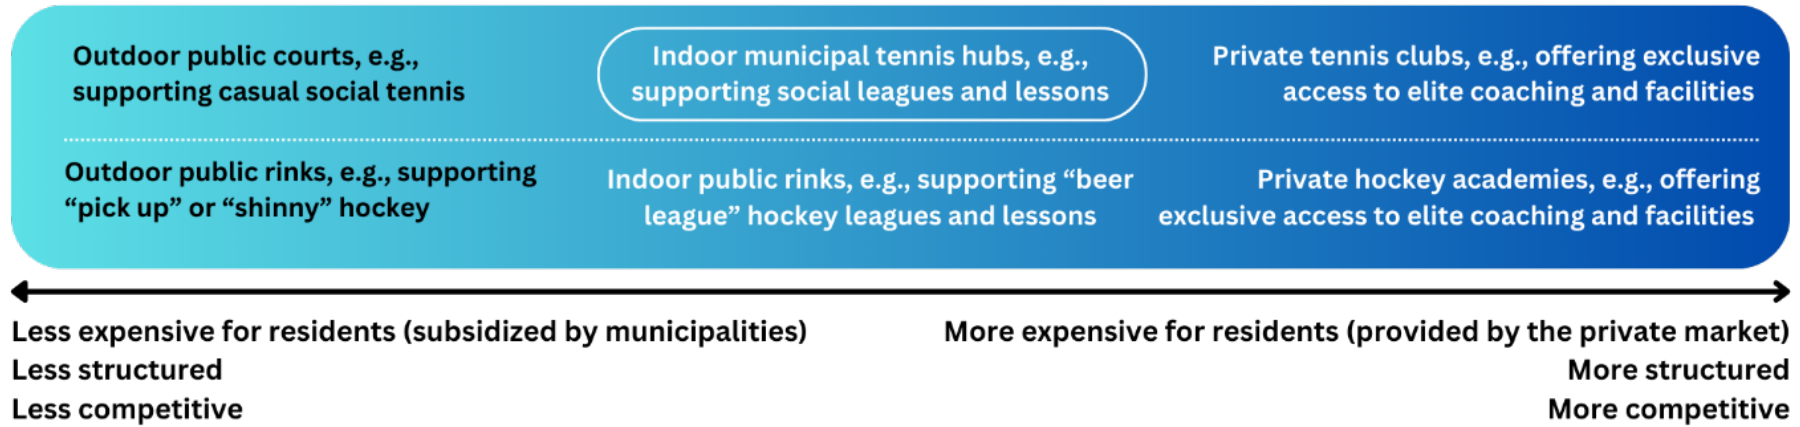 Outdoor public courts, e.g.,
supporting casual social tennis
Indoor municipal tennis hubs, e.g.,
supporting social leagues and lessons
Private tennis clubs, e.g., offering exclusive
access to elite coaching and facilities
Outdoor public rinks, e.g., supporting
“pick up” or “shinny” hockey
Indoor public rinks, e.g., supporting “beer
league” hockey leagues and lessons
Private hockey academies, e.g., offering
exclusive access to elite coaching and facilities
Less expensive for residents (subsidized by municipalities)
Less structured
Less competitive
More expensive for residents (provided by the private market)
More structured
More competitive